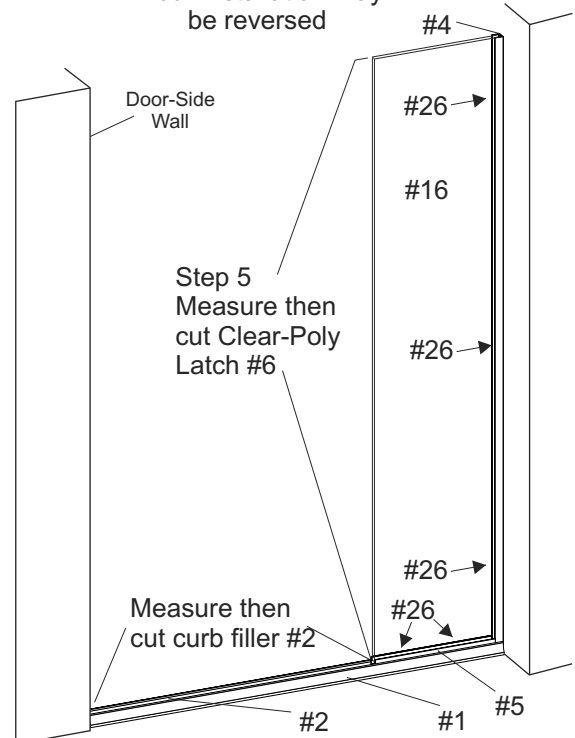 be reversed
#4
Door-Side
Wall
#26
#16
Step 5
Measure then
cut Clear-Poly
Latch #6
#26
#26
#26
Measure then
cut curb filler #2
#2
#1
#5